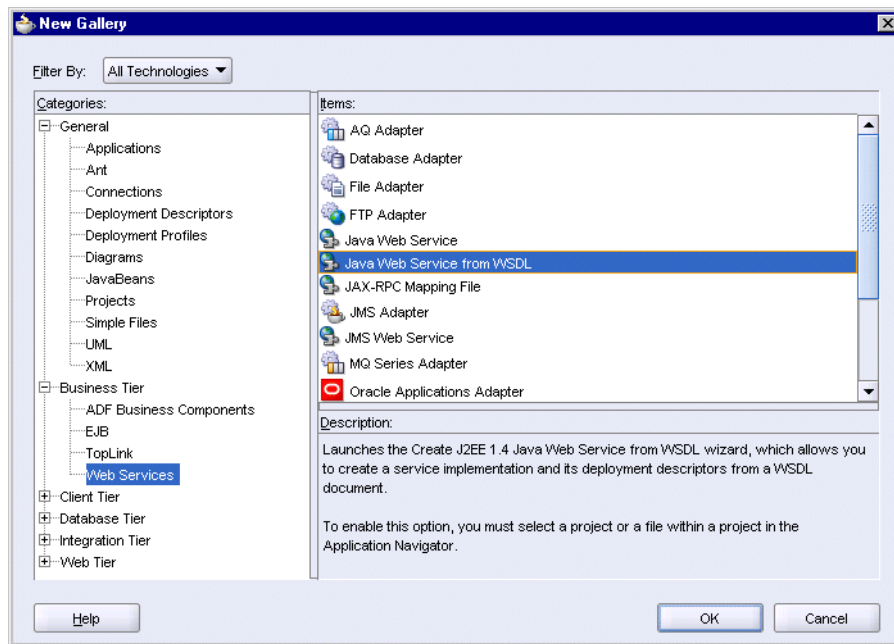 New Gallery
Filter By: All Technologies
Categories:
General
Applications
Ant
Connections
Deployment Descriptors
Deployment Profiles
Diagrams
JavaBeans
Projects
Simple Files
UML
XML
Business Tier
ADF Business Components
EJB
TopLink
Web Services
Client Tier
Database Tier
Integration Tier
Web Tier
Items:
AQ Adapter
Database Adapter
File Adapter
FTP Adapter
Java Web Service
Java Web Service from WSDL
JAX-RPC Mapping File
JMS Adapter
JMS Web Service
MQ Series Adapter
Oracle Applications Adapter
Description:
Launches the Create J2EE 1.4 Java Web Service from WSDL wizard, which allows you
to create a service implementation and its deployment descriptors from a WSDL
document.
To enable this option, you must select a project or a file within a project in the
Application Navigator.
Help
OK
Cancel